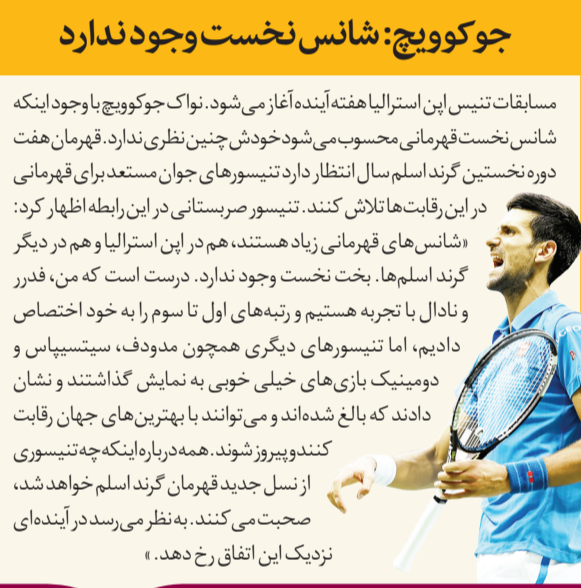 جوکوویچ: شانس نخست وجود ندارد
مسابقات تنیس اپن استرالیا هفته آینده آغاز می‌شود. نواک جوکوویچ با وجود اینکه
شانس نخست قهرمانی محسوب می‌شود خودش چنین نظری ندارد. قهرمان هفت
دوره نخستین گرند اسلم سال انتظار دارد تنیسورهای جوان مستعد برای قهرمانی
در این رقابت‌ها تلاش کنند. تنیسور صربستانی در این رابطه اظهار کرد:
«شانس‌های قهرمانی زیاد هستند، هم در اپن استرالیا و هم در دیگر
گرند اسلم‌ها. بخت نخست وجود ندارد. درست است که من، فدرر
و نادال با تجربه هستیم و رتبه‌های اول تا سوم را به خود اختصاص
دادیم، اما تنیسورهای دیگری همچون مدودف، سیتسیپاس و
دومینیک بازی‌های خیلی خوبی به نمایش گذاشتند و نشان
دادند که بالغ شده‌اند و می‌توانند با بهترین‌های جهان رقابت
کنند و پیروز شوند. همه درباره اینکه چه تنیسوری
از نسل جدید قهرمان گرند اسلم خواهد شد،
صحبت می‌کنند. به نظر می‌رسد در آینده‌ای
نزدیک این اتفاق رخ دهد. »